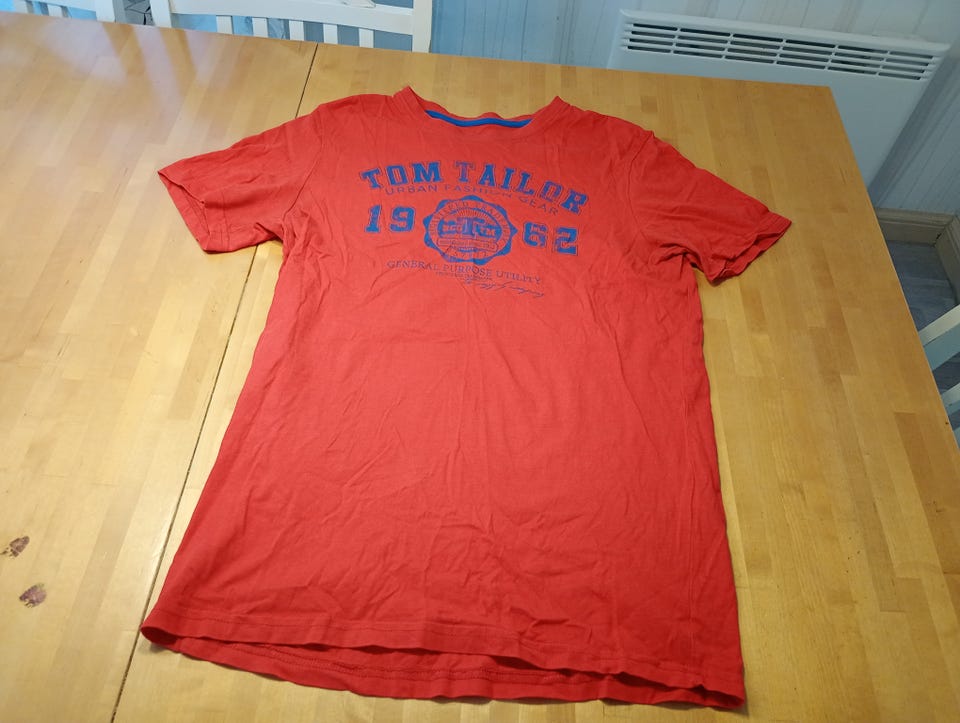 TOM TAILOR
URBAN FASHION GEAR
19 62
GENERAL PURPOSE UTILITY